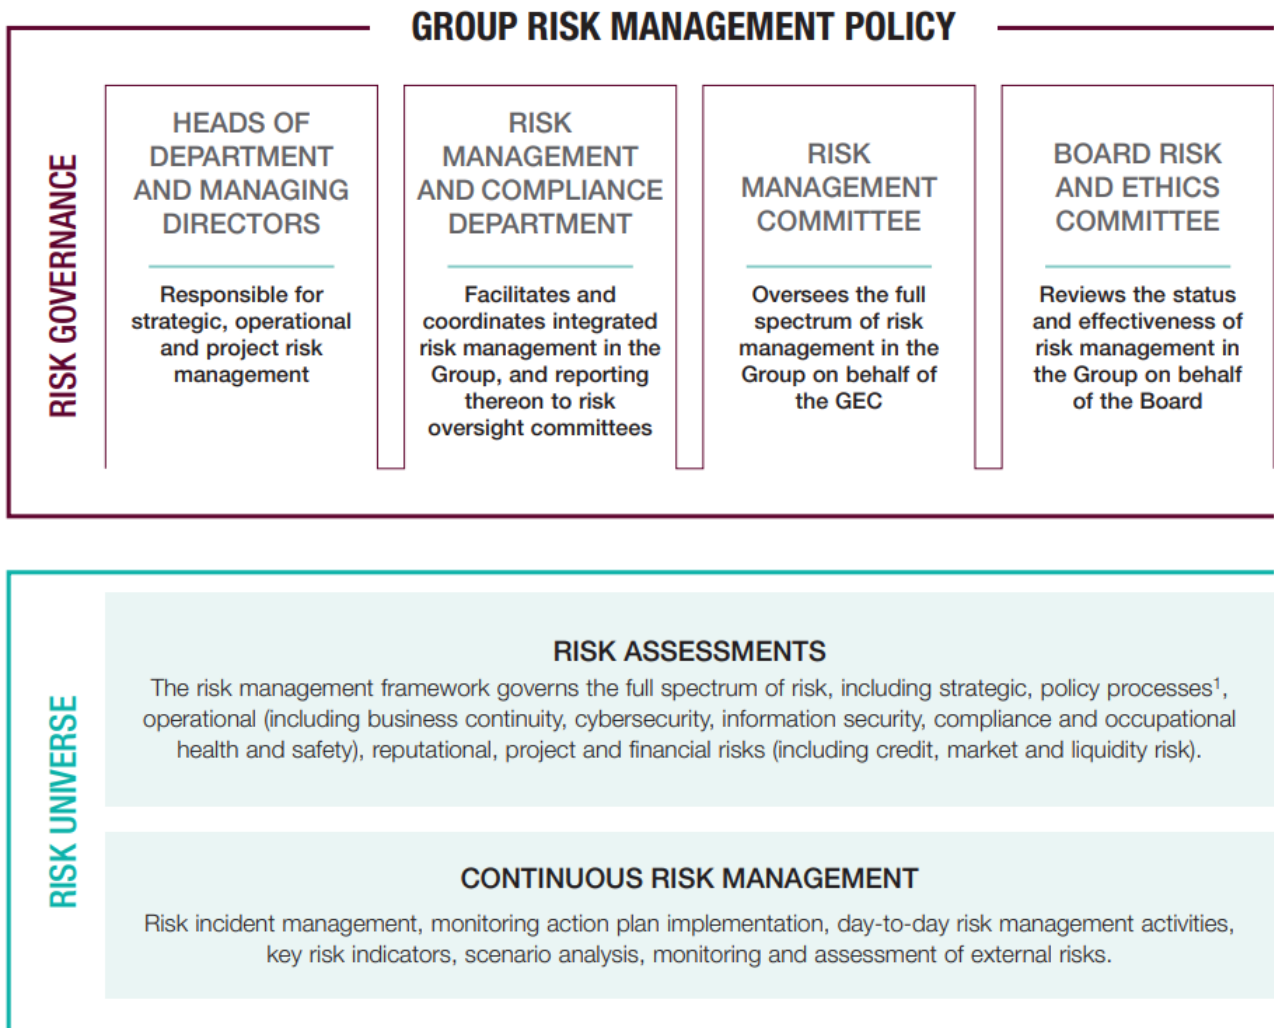 GROUP RISK MANAGEMENT POLICY
RISK GOVERNANCE
HEADS OF
DEPARTMENT
AND MANAGING
DIRECTORS
Responsible for
strategic, operational
and project risk
management
RISK
MANAGEMENT
AND COMPLIANCE
DEPARTMENT
Facilitates and
coordinates integrated
risk management in the
Group, and reporting
thereon to risk
oversight committees
RISK
MANAGEMENT
COMMITTEE
Oversees the full
spectrum of risk
management in the
Group on behalf of
the GEC
BOARD RISK
AND ETHICS
COMMITTEE
Reviews the status
and effectiveness of
risk management in
the Group on behalf
of the Board
RISK UNIVERSE
RISK ASSESSMENTS
The risk management framework governs the full spectrum of risk, including strategic, policy processes¹,
operational (including business continuity, cybersecurity, information security, compliance and occupational
health and safety), reputational, project and financial risks (including credit, market and liquidity risk).
CONTINUOUS RISK MANAGEMENT
Risk incident management, monitoring action plan implementation, day-to-day risk management activities,
key risk indicators, scenario analysis, monitoring and assessment of external risks.